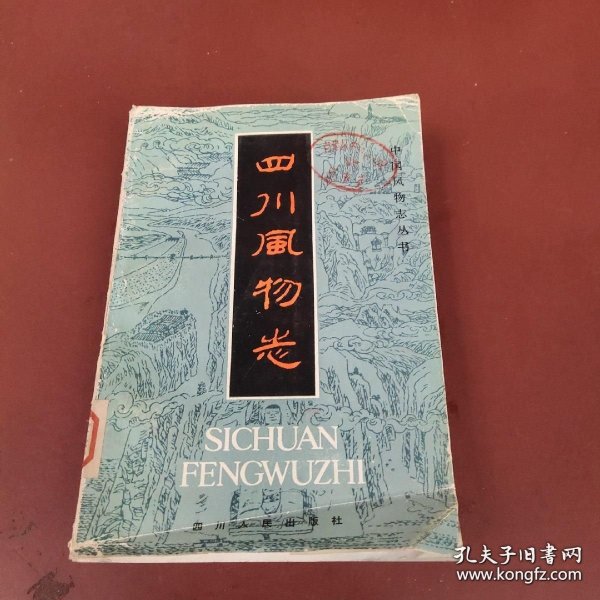 四川風物志
中国风物志丛书
SICHUAN
FENGWUZHI
四川人民出版社
孔夫子旧书网
www.kongfz.com